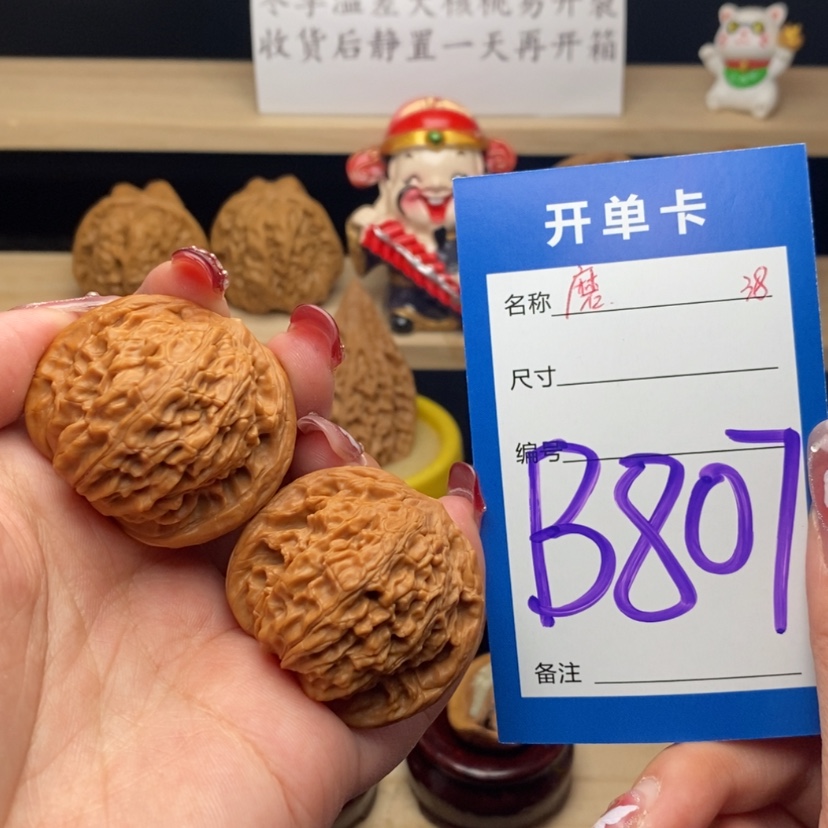 冬季温差大核桃易开裂
收货后静置一天再开箱
开单卡
名称 磨 38
尺寸
编号 B807
备注